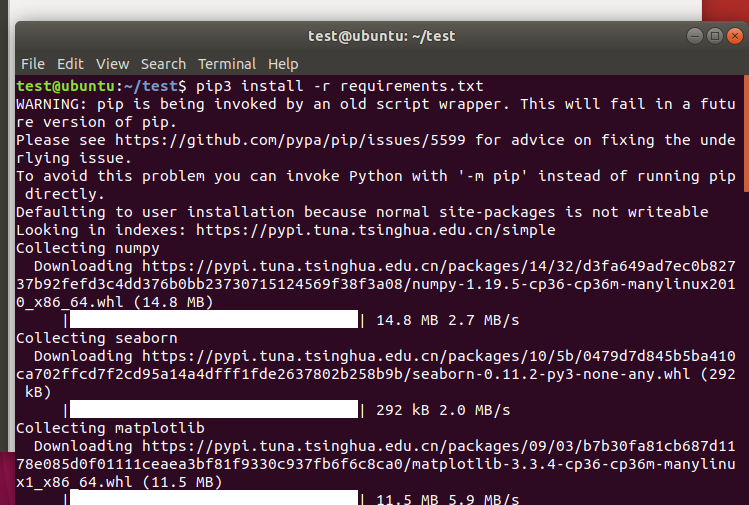 test@ubuntu: ~/test
File Edit View Search Terminal Help
test@ubuntu:~/test$ pip3 install -r requirements.txt
WARNING: pip is being invoked by an old script wrapper. This will fail in a futu
re version of pip.
Please see https://github.com/pypa/pip/issues/5599 for advice on fixing the unde
rlying issue.
To avoid this problem you can invoke Python with '-m pip' instead of running pip
 directly.
Defaulting to user installation because normal site-packages is not writeable
Looking in indexes: https://pypi.tuna.tsinghua.edu.cn/simple
Collecting numpy
  Downloading https://pypi.tuna.tsinghua.edu.cn/packages/14/32/d3fa649ad7ec0b827
37b92fefd3c4dd376b0bb23730715124569f38f3a08/numpy-1.19.5-cp36-cp36m-manylinux201
0_x86_64.whl (14.8 MB)
     | | 14.8 MB 2.7 MB/s
Collecting seaborn
  Downloading https://pypi.tuna.tsinghua.edu.cn/packages/10/5b/0479d7d845b5ba410
ca702ffcd7f2cd95a14a4dfff1fde2637802b258b9b/seaborn-0.11.2-py3-none-any.whl (292
 kB)
     | | 292 kB 2.0 MB/s
Collecting matplotlib
  Downloading https://pypi.tuna.tsinghua.edu.cn/packages/09/03/b7b30fa81cb687d11
78e085d0f01111ceaea3bf81f9330c937fb6f6c8ca0/matplotlib-3.3.4-cp36-cp36m-manylinu
x1_x86_64.whl (11.5 MB)
     | | 11.5 MB 5.9 MB/s